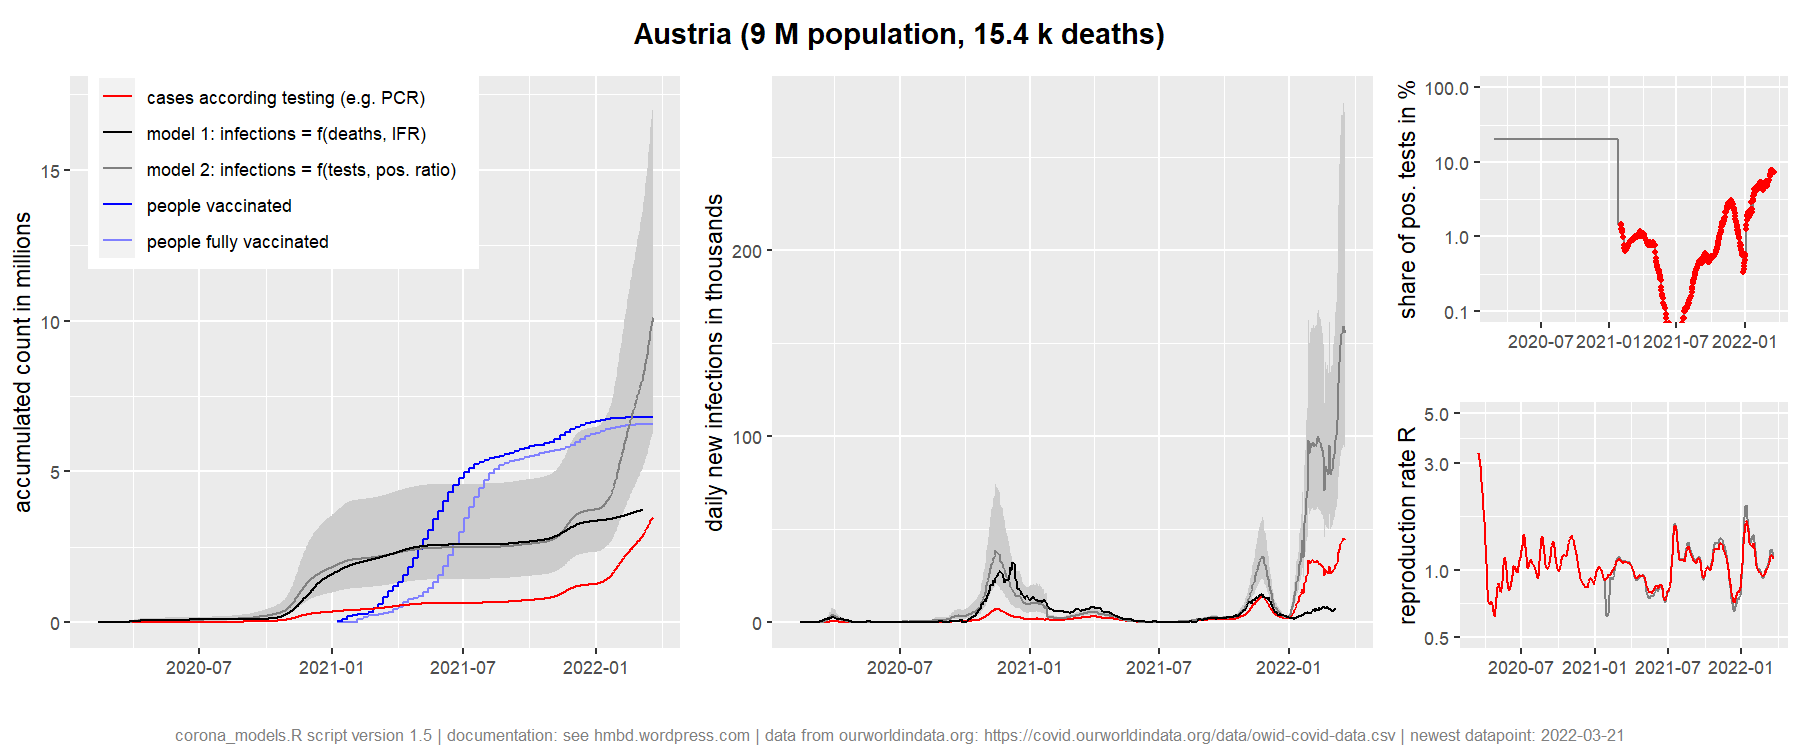 Austria (9 M population, 15.4 k deaths)
cases according testing (e.g. PCR)
model 1: infections = f(deaths, IFR)
model 2: infections = f(tests, pos. ratio)
people vaccinated
people fully vaccinated
accumulated count in millions
15
10
5
0
2020-07 2021-01 2021-07 2022-01
daily new infections in thousands
200
100
0
2020-07 2021-01 2021-07 2022-01
share of pos. tests in %
100.0
10.0
1.0
0.1
2020-07 2021-01 2021-07 2022-01
reproduction rate R
5.0
3.0
1.0
0.5
2020-07 2021-01 2021-07 2022-01
corona_models.R script version 1.5 | documentation: see hmbd.wordpress.com | data from ourworldindata.org: https://covid.ourworldindata.org/data/owid-covid-data.csv | newest datapoint: 2022-03-21